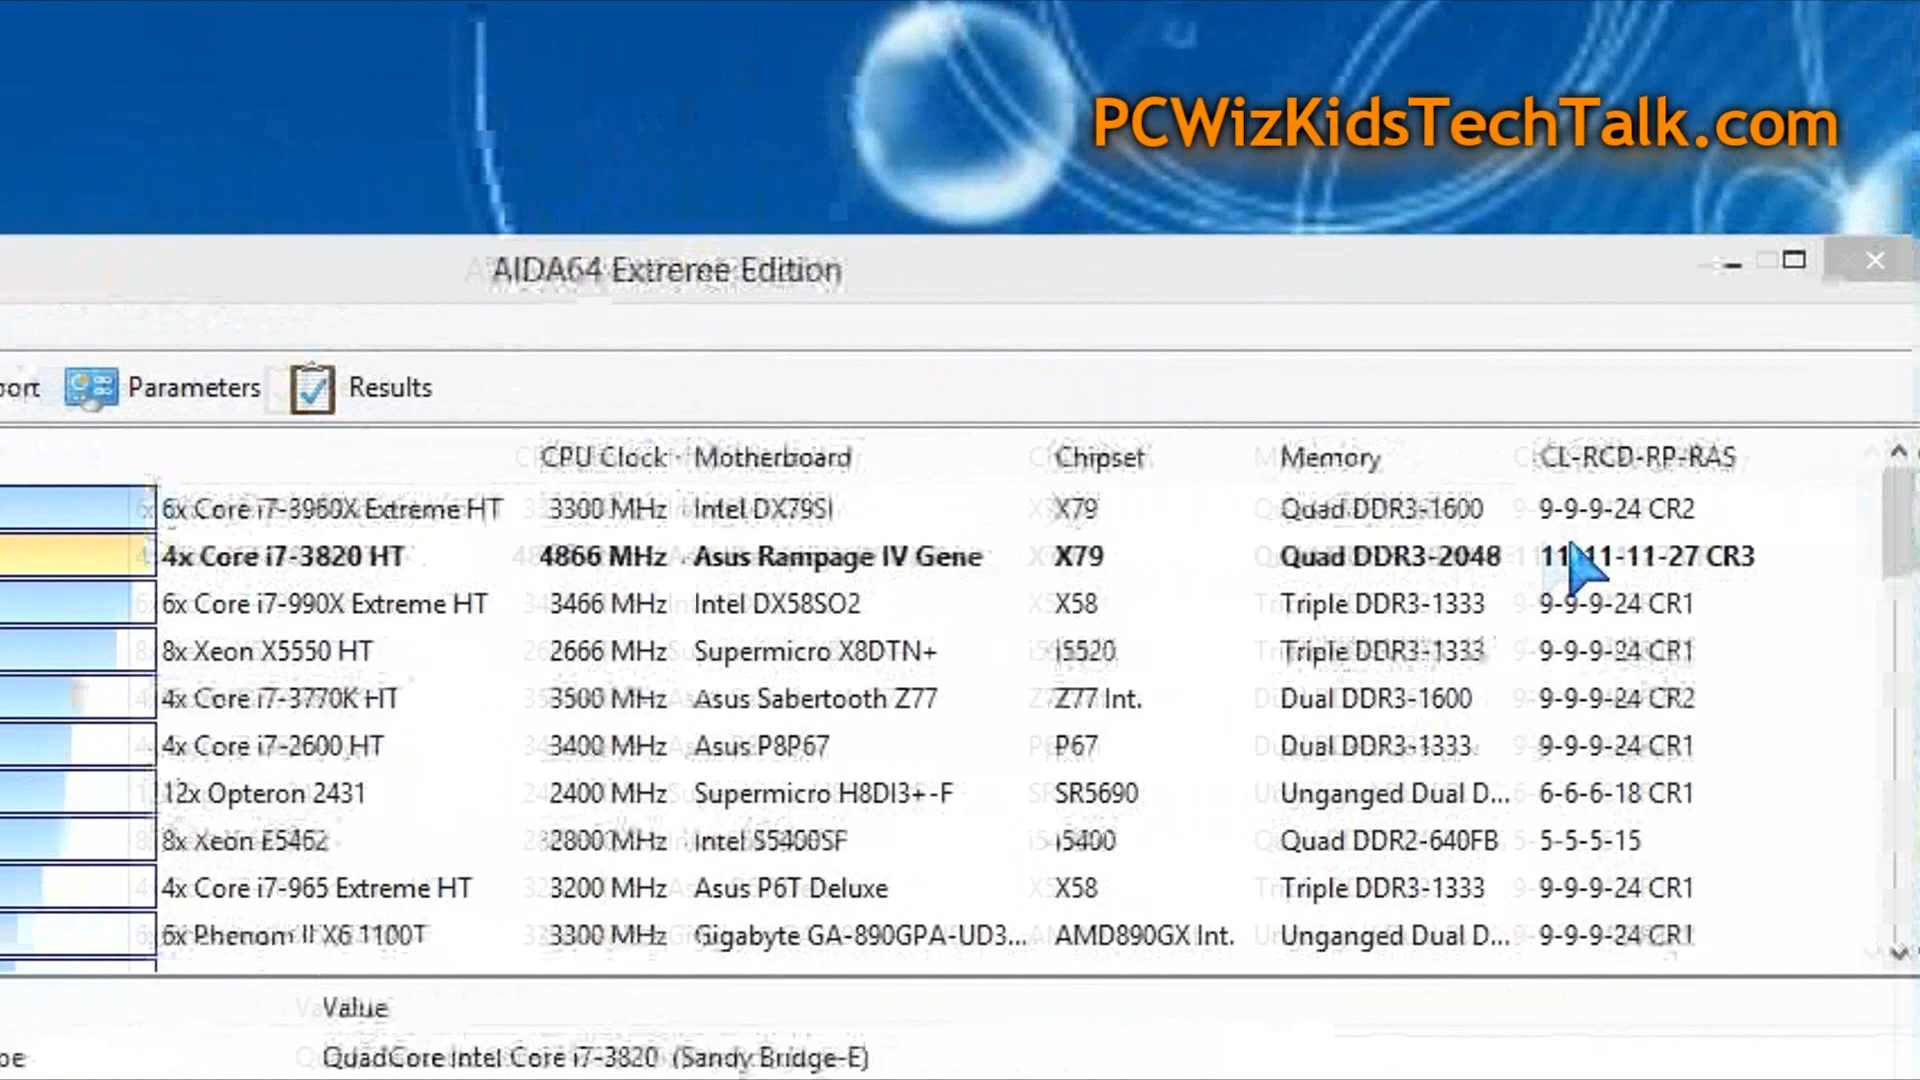 PCWizKidsTechTalk.com
AIDA64 Extreme Edition
port Parameters Results
CPU Clock Motherboard Chipset Memory CL-RCD-RP-RAS
6x Core i7-3960X Extreme HT 3300 MHz Intel DX79SI X79 Quad DDR3-1600 9-9-9-24 CR2
4x Core i7-3820 HT 4866 MHz Asus Rampage IV Gene X79 Quad DDR3-2048 11-11-11-27 CR3
6x Core i7-990X Extreme HT 3466 MHz Intel DX58SO2 X58 Triple DDR3-1333 9-9-9-24 CR1
8x Xeon X5550 HT 2666 MHz Supermicro X8DTN+ i5520 Triple DDR3-1333 9-9-9-24 CR1
4x Core i7-3770K HT 3500 MHz Asus Sabertooth Z77 Z77 Int. Dual DDR3-1600 9-9-9-24 CR2
4x Core i7-2600 HT 3400 MHz Asus P8P67 P67 Dual DDR3-1333 9-9-9-24 CR1
12x Opteron 2431 2400 MHz Supermicro H8DI3+-F SR5690 Unganged Dual D... 6-6-6-18 CR1
8x Xeon E5462 2800 MHz Intel S5400SF i5400 Quad DDR2-640FB 5-5-5-15
4x Core i7-965 Extreme HT 3200 MHz Asus P6T Deluxe X58 Triple DDR3-1333 9-9-9-24 CR1
6x Phenom II X6 1100T 3300 MHz Gigabyte GA-890GPA-UD3... AMD890GX Int. Unganged Dual D... 9-9-9-24 CR1
Value
pe QuadCore Intel Core i7-3820 (Sandy Bridge-E)